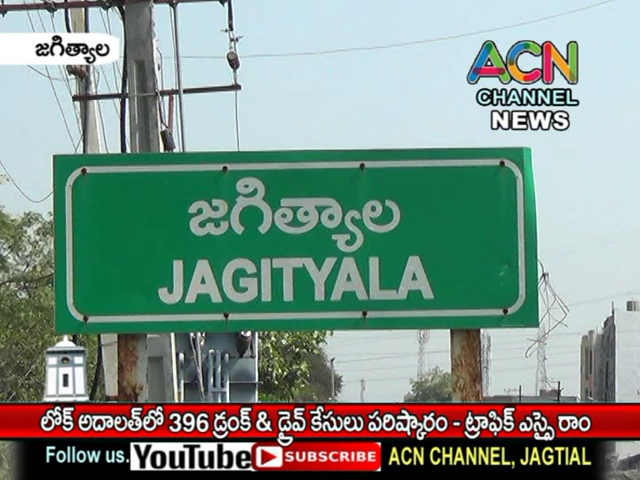 జగిత్యాల
ACN
CHANNEL
NEWS
జగిత్యాల
JAGITYALA
లోక్ అదాలత్‌లో 396 డ్రంక్ & డ్రైవ్ కేసులు పరిష్కారం - ట్రాఫిక్ ఎస్సై రాం
Follow us. YouTube SUBSCRIBE ACN CHANNEL, JAGTIAL